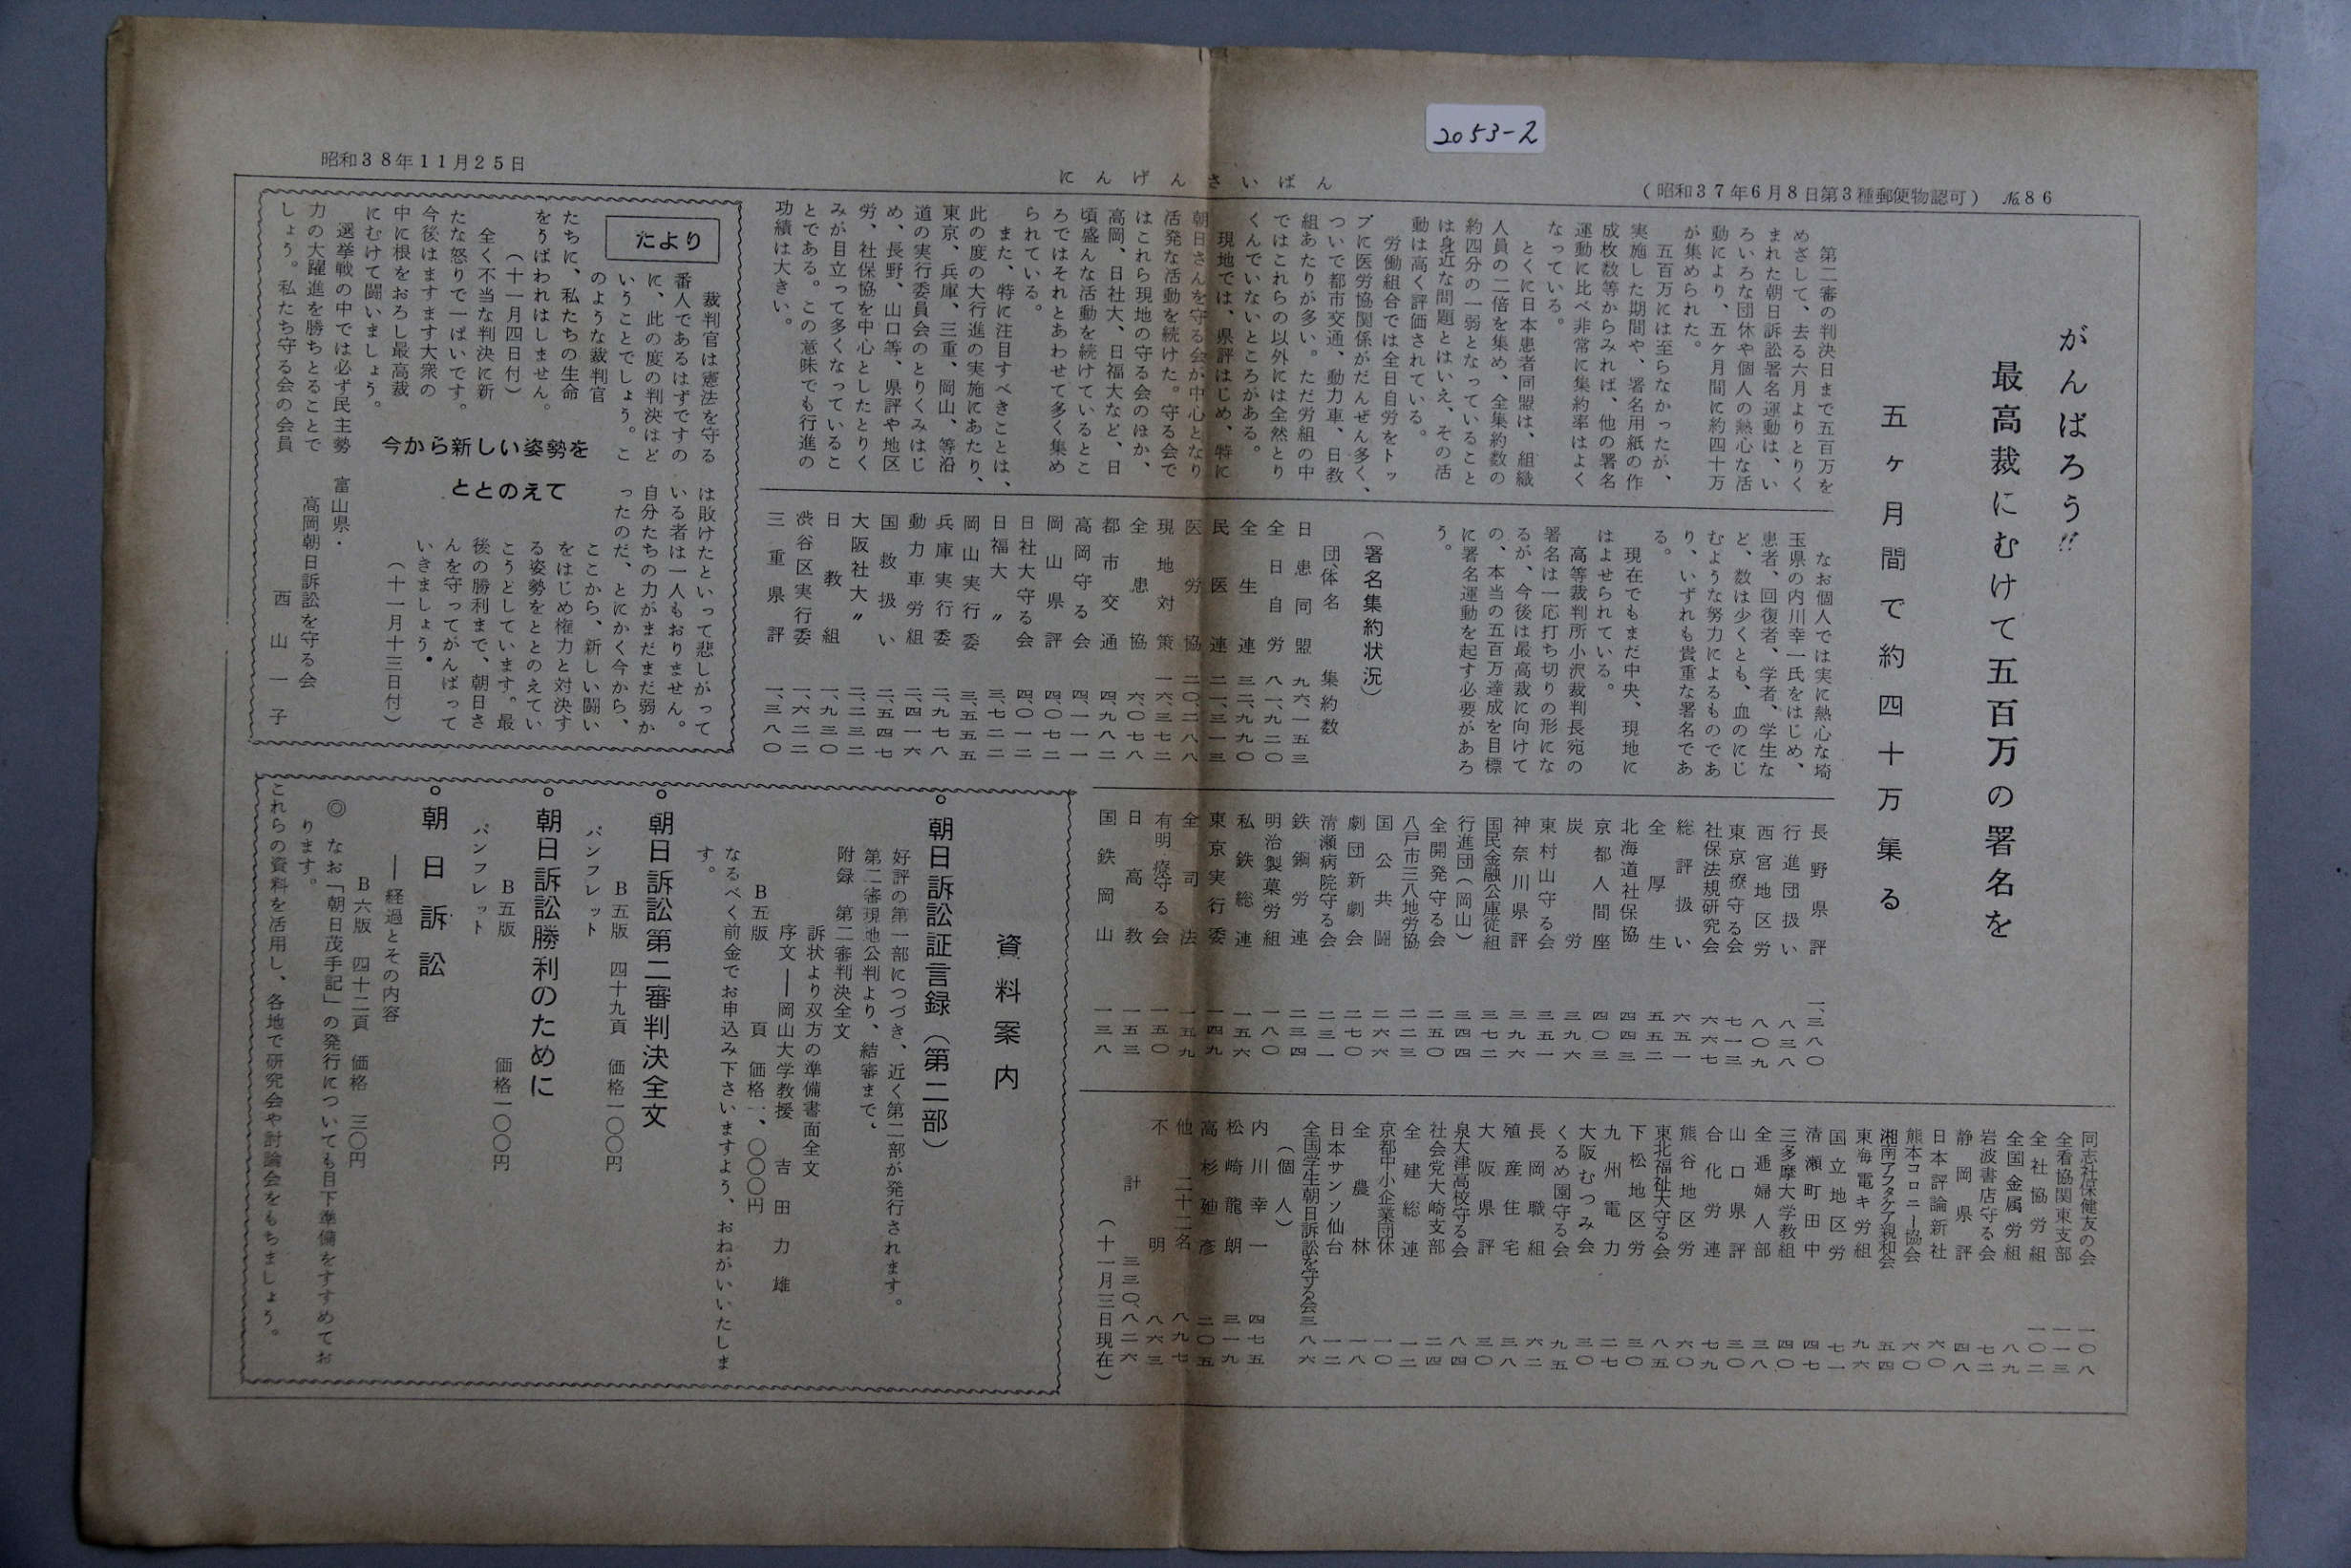 2053-2
昭和38年11月25日
にんげんさいばん
(昭和37年6月8日第3種郵便物認可) №86
がんばろう!!
最高裁にむけて五百万の署名を
五ヶ月間で約四十万集る
第二審の判決日まで五百万を
めざして、去る六月よりとりく
まれた朝日訴訟署名運動は、い
ろいろな団休や個人の熱心な活
動により、五ヶ月間に約四十万
が集められた。
五百万には至らなかったが、
実施した期間や、署名用紙の作
成枚数等からみれば、他の署名
運動に比べ非常に集約率はよく
なっている。
とくに日本患者同盟は、組織
人員の二倍を集め、全集約数の
約四分の一弱となっていること
は身近な問題とはいえ、その活
動は高く評価されている。
労働組合では全日自労をトッ
プに医労協関係がだんぜん多く、
ついで都市交通、動力車、日教
組あたりが多い。ただ労組の中
ではこれらの以外には全然とり
くんでいないところがある。
現地では、県評はじめ、特に
朝日さんを守る会が中心となり
活発な活動を続けた。守る会で
はこれら現地の守る会のほか、
高岡、日社大、日福大など、日
頃盛んな活動を続けているとこ
ろではそれとあわせて多く集め
られている。
また、特に注目すべきことは、
此の度の大行進の実施にあたり、
東京、兵庫、三重、岡山、等沿
道の実行委員会のとりくみはじ
め、長野、山口等、県評や地区
労、社保協を中心としたとりく
みが目立って多くなっているこ
とである。この意味でも行進の
功績は大きい。
なお個人では実に熱心な埼
玉県の内川幸一氏をはじめ、
患者、回復者、学者、学生な
ど、数は少くとも、血のにじ
むような努力によるものであ
り、いずれも貴重な署名であ
る。
現在でもまだ中央、現地に
はよせられている。
高等裁判所小沢裁判長宛の
署名は一応打ち切りの形にな
るが、今後は最高裁に向けて
の、本当の五百万達成を目標
に署名運動を起す必要があろ
う。
(署名集約状況)
団体名 集約数
日患同盟 九六、一五三
全日自労 八一、九二〇
全生連 三二、九九〇
民医連 二一、三一三
医労協 二〇、二八八
現地対策 一六、三七二
全患協 六、〇七八
都市交通 四、九八二
高岡守る会 四、一一一
岡山県評 四、〇七二
日社大守る会 四、〇一二
日福大〃 三、七二二
岡山実行委 三、五五五
兵庫実行委 二、九七八
動力車労組 二、四一六
国救扱い 二、五四七
大阪社大〃 二、二三二
日教組 一、九三〇
渋谷区実行委 一、六二二
三重県評 一、三八〇
長野県評 一、三八〇
行進団扱い 八三八
西宮地区労 八〇九
東京療守る会 七一三
社保法規研究会 六六七
総評扱い 六五一
全厚生 五五二
北海道社保協 四四三
京都人間座 四〇三
炭労 三九六
東村山守る会 三五一
神奈川県評 三九六
国民金融公庫従組 三七二
行進団(岡山) 三四四
全開発守る会 二五〇
八戸市三八地労協 二二三
国公共闘 二六六
劇団新劇会 二七〇
清瀬病院守る会 二三一
鉄鋼労連 二三四
明治製菓労組 一八〇
私鉄総連 一五六
東京実行委 一四九
全司法 一五九
有明療守る会 一五〇
日高教 一五三
国鉄岡山 一三八
同志社保健友の会 一〇八
全看協関東支部 一一三
全社協労組 一〇二
全国金属労組 八九
岩波書店守る会 七二
静岡県評 四八
日本評論新社 六〇
熊本コロニー協会 六〇
湘南アフタケア親和会 五四
東海電キ労組 九六
国立地区労 七一
清瀬町田中 四七
三多摩大学教組 四〇
全逓婦人部 三八
山口県評 三〇
合化労連 七九
熊谷地区労 六〇
東北福祉大守る会 八五
下松地区労 三〇
九州電力 二七
大阪むつみ会 三〇
くるめ園守る会 九五
長岡職組 六二
殖産住宅 三八
大阪県評 三〇
泉大津高校守る会 八四
社会党大崎支部 二四
全建総連 一二
京都中小企業団休 一〇
全農林 一八
日本サンソ仙台 一二
全国学生朝日訴訟を守る会 三八六
(個人)
内川幸一 四七五
松崎龍朗 三一九
高杉廸彦 二〇五
他二十二名 八九七
不明 八六三
計 三三〇、八二六
(十一月三日現在)
たより
裁判官は憲法を守る
番人であるはずですの
に、此の度の判決はど
いうことでしょう。こ
のような裁判官
たちに、私たちの生命
をうばわれはしません。
(十一月四日付)
全く不当な判決に新
たな怒りで一ぱいです。
今後はますます大衆の
中に根をおろし最高裁
にむけて闘いましょう。
選挙戦の中では必ず民主勢
力の大躍進を勝ちとることで
しょう。私たち守る会の会員
今から新しい姿勢を
ととのえて
は敗けたといって悲しがって
いる者は一人もおりません。
自分たちの力がまだまだ弱か
ったのだ、とにかく今から、
ここから、新しい闘い
をはじめ権力と対決す
る姿勢をととのえてい
こうとしています。最
後の勝利まで、朝日さ
んを守ってがんばって
いきましょう。
(十一月十三日付)
富山県・
高岡朝日訴訟を守る会
西山一子
資料案内
○朝日訴訟証言録(第二部)
好評の第一部につづき、近く第二部が発行されます。
第二審現地公判より、結審まで、
附録 第二審判決全文
訴状より双方の準備書面全文
序文――岡山大学教援 吉田力雄
B五版 頁 価格一、〇〇〇円
なるべく前金でお申込み下さいますよう、おねがいいたしま
す。
○朝日訴訟第二審判決全文
B五版 四十九頁 価格一〇〇円
パンフレット
○朝日訴訟勝利のために
B五版 価格一〇〇円
パンフレット
○朝日訴訟
――経過とその内容
B六版 四十二頁 価格 三〇円
◎ なお「朝日茂手記」の発行についても目下準備をすすめてお
ります。
これらの資料を活用し、各地で研究会や討論会をもちましょう。